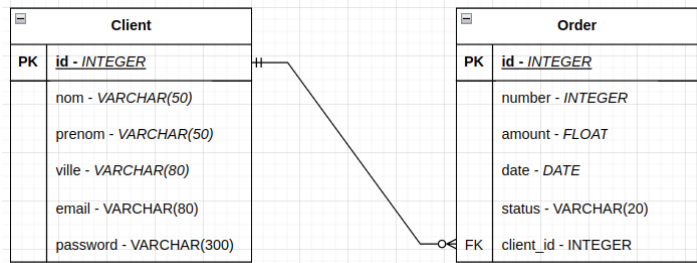 Client
PK id - INTEGER
nom - VARCHAR(50)
prenom - VARCHAR(50)
ville - VARCHAR(80)
email - VARCHAR(80)
password - VARCHAR(300)
Order
PK id - INTEGER
number - INTEGER
amount - FLOAT
date - DATE
status - VARCHAR(20)
FK client_id - INTEGER